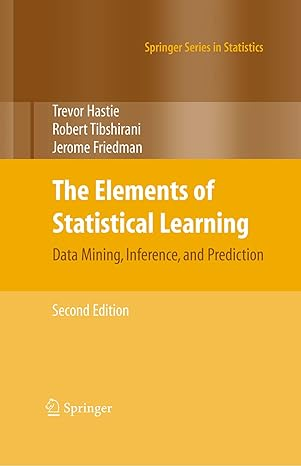 Springer Series in Statistics
Trevor Hastie
Robert Tibshirani
Jerome Friedman
The Elements of
Statistical Learning
Data Mining, Inference, and Prediction
Second Edition
Springer